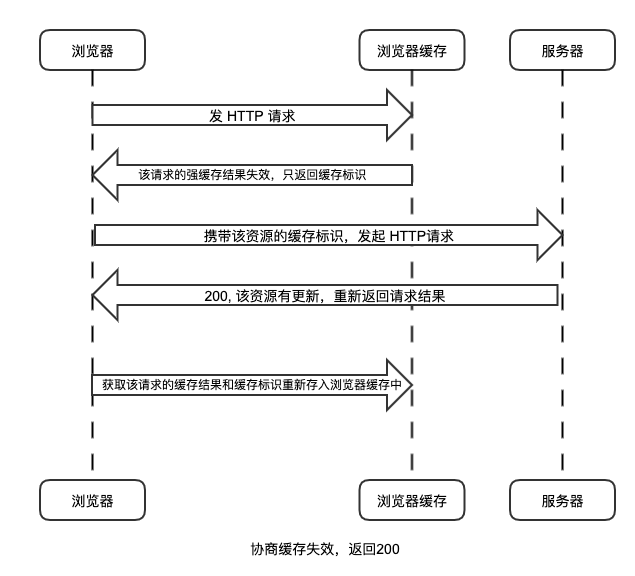 浏览器
浏览器缓存
服务器
发 HTTP 请求
该请求的强缓存结果失效，只返回缓存标识
携带该资源的缓存标识，发起 HTTP请求
200, 该资源有更新，重新返回请求结果
获取该请求的缓存结果和缓存标识重新存入浏览器缓存中
浏览器
浏览器缓存
服务器
协商缓存失效，返回200